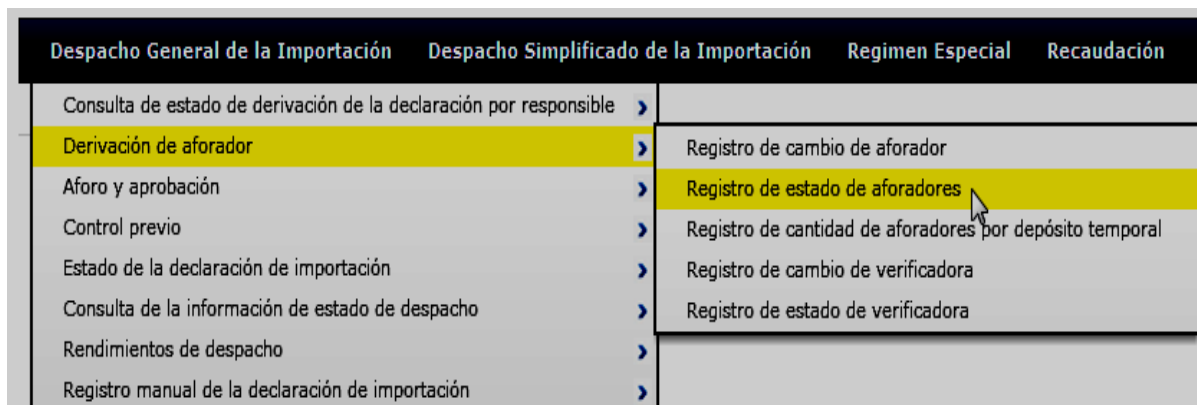 Despacho General de la Importación Despacho Simplificado de la Importación Regimen Especial Recaudación
Consulta de estado de derivación de la declaración por responsible
Derivación de aforador
Aforo y aprobación
Control previo
Estado de la declaración de importación
Consulta de la información de estado de despacho
Rendimientos de despacho
Registro manual de la declaración de importación
Registro de cambio de aforador
Registro de estado de aforadores
Registro de cantidad de aforadores por depósito temporal
Registro de cambio de verificadora
Registro de estado de verificadora